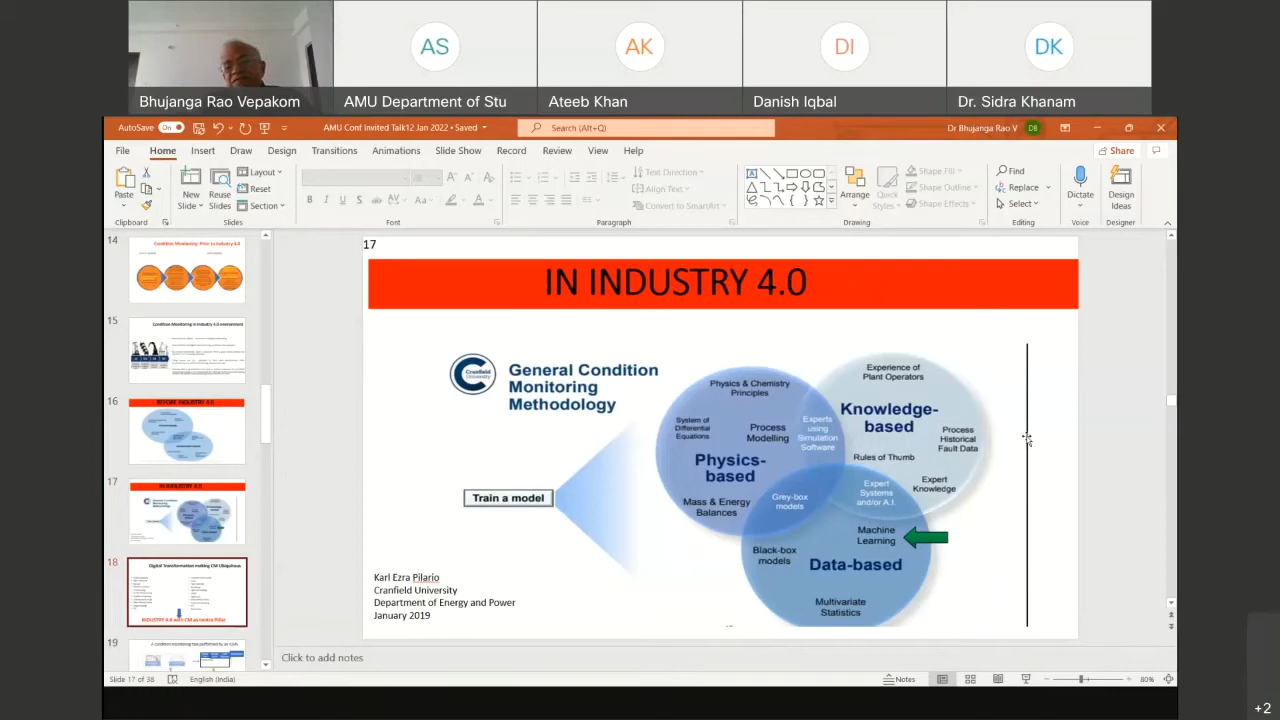 AS
AK
DI
DK
Bhujanga Rao Vepakom
AMU Department of Stu
Ateeb Khan
Danish Iqbal
Dr. Sidra Khanam
AutoSave On
AMU Conf Invited Talk12 Jan 2022 • Saved
Search (Alt+Q)
Dr Bhujanga Rao V
DB
File Home Insert Draw Design Transitions Animations Slide Show Record Review View Help
Share
Paste
New Slide
Reuse Slides
Layout
Reset
Section
Text Direction
Align Text
Convert to SmartArt
Arrange
Quick Styles
Shape Fill
Shape Outline
Shape Effects
Find
Replace
Select
Dictate
Design Ideas
Clipboard
Slides
Font
Paragraph
Drawing
Editing
Voice
Designer
14
Condition Monitoring: Prior to Industry 4.0
15
Condition Monitoring in Industry 4.0 environment
16
BEFORE INDUSTRY 4.0
17
IN INDUSTRY 4.0
18
Digital Transformation making CM Ubiquitous
INDUSTRY 4.0 with CM as centre Pillar
19
17
IN INDUSTRY 4.0
Cranfield
University
General Condition
Monitoring
Methodology
Train a model
Physics & Chemistry
Principles
System of
Differential
Equations
Process
Modelling
Physics-
based
Mass & Energy
Balances
Experts
using
Simulation
Software
Experience of
Plant Operators
Knowledge-
based
Process
Historical
Fault Data
Rules of Thumb
Expert
Knowledge
Expert
Systems
and/or A.I.
Grey-box
models
Machine
Learning
Black-box
models
Data-based
Multivariate
Statistics
Karl Ezra Pilario
Cranfield University
Department of Energy and Power
January 2019
Click to add notes
Slide 17 of 38
English (India)
Notes
80%
+2